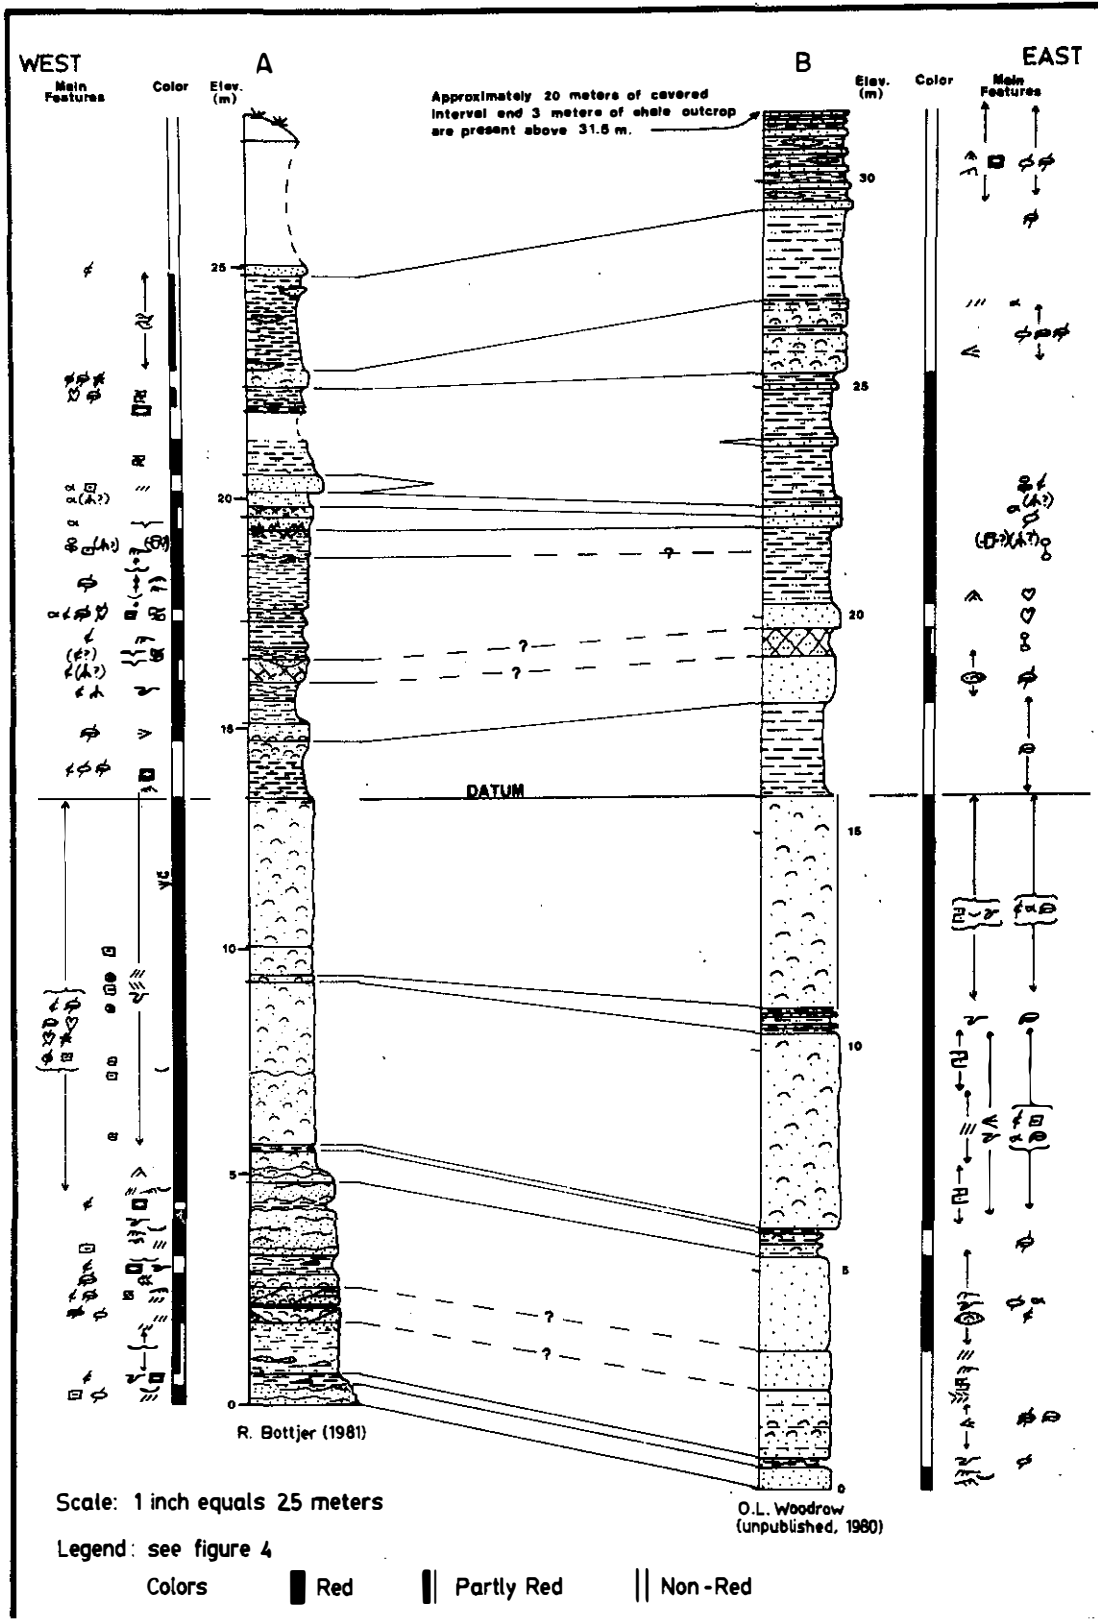 WEST
A
B
EAST
Main
Features
Color
Elev.
(m)
Approximately 20 meters of covered
interval end 3 meters of shale outcrop
are present above 31.5 m.
Elev.
(m)
Color
Main
Features
30
25
25
20
?
20
?
?
15
DATUM
15
10
10
5
5
?
?
0
0
R. Bottjer (1981)
O.L. Woodrow
(unpublished, 1980)
Scale: 1 inch equals 2.5 meters
Legend: see figure 4
Colors
Red
Partly Red
Non-Red